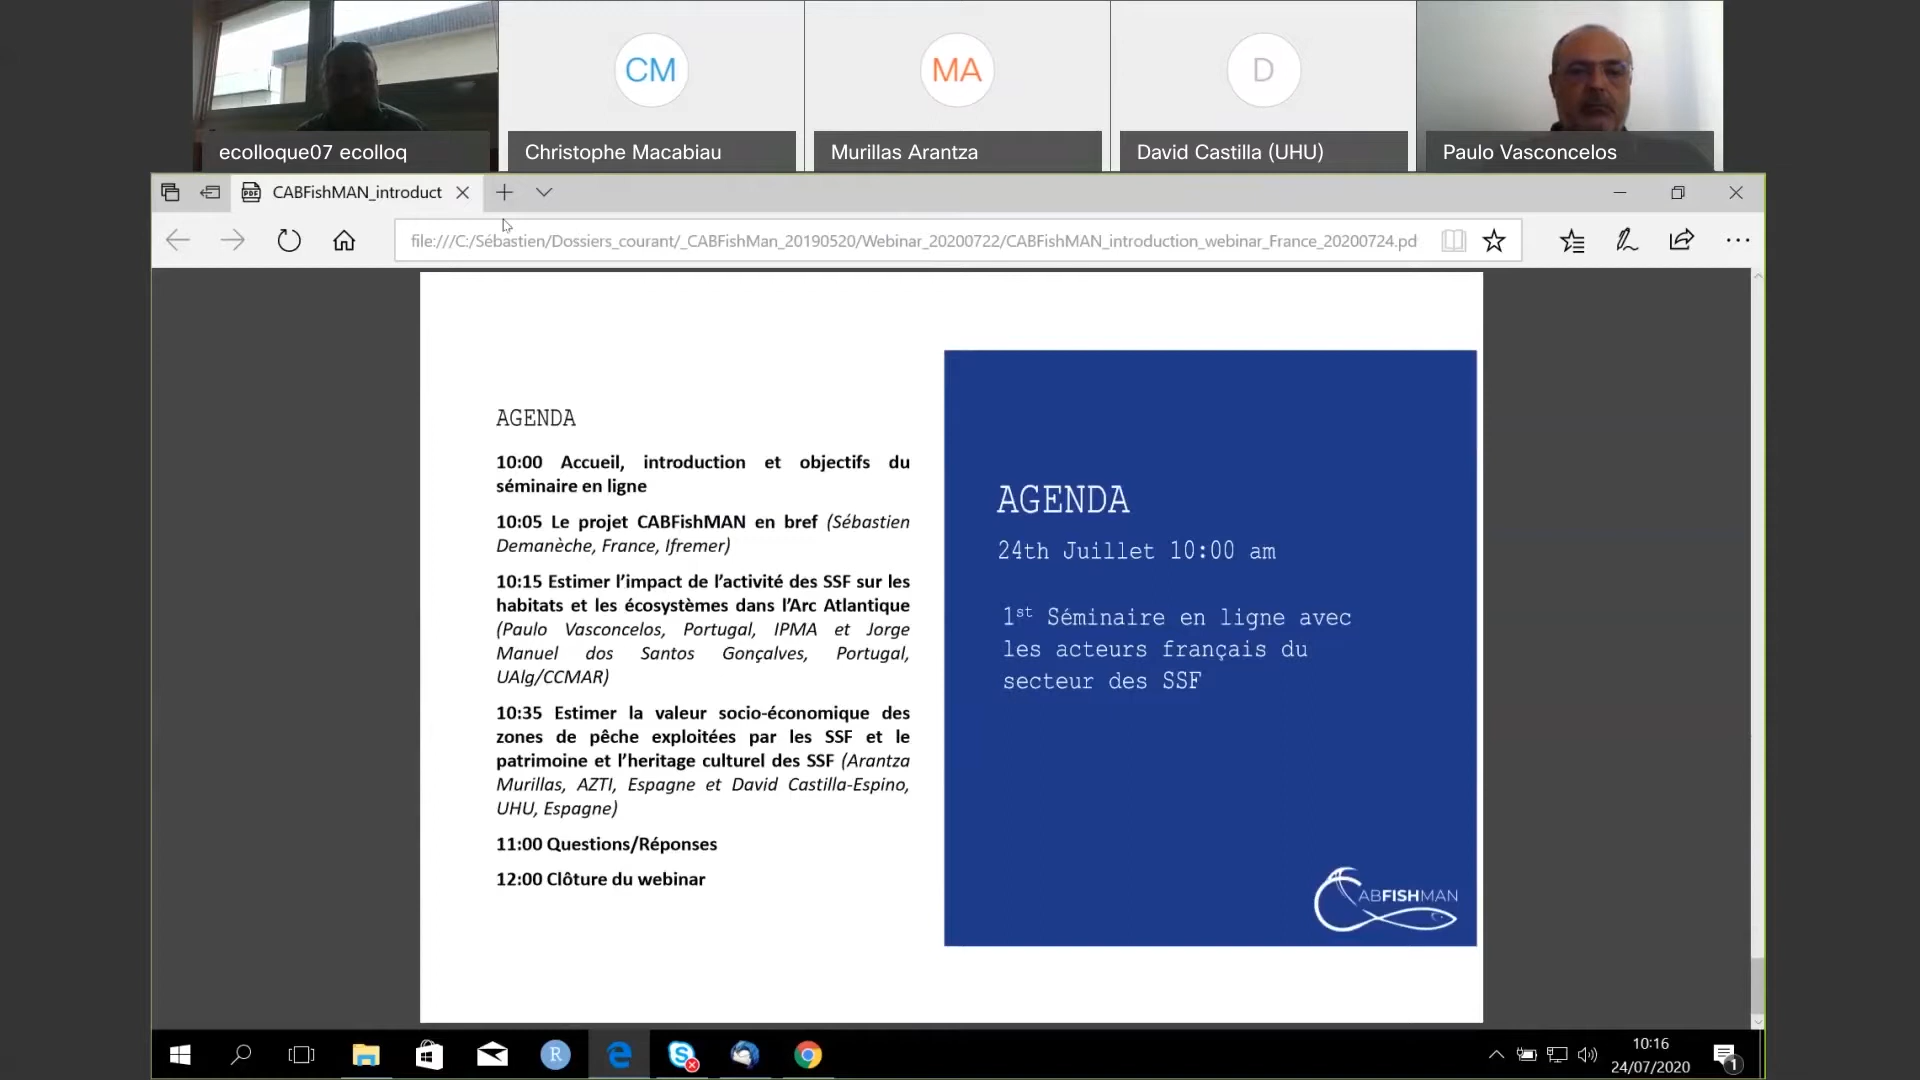 CM
MA
D
ecolloque07 ecolloq
Christophe Macabiau
Murillas Arantza
David Castilla (UHU)
Paulo Vasconcelos
PDF
CABFishMAN_introduct
file:///C:/Sébastien/Dossiers_courant/_CABFishMan_20190520/Webinar_20200722/CABFishMAN_introduction_webinar_France_20200724.pd
AGENDA
10:00 Accueil, introduction et objectifs du
séminaire en ligne
10:05 Le projet CABFishMAN en bref (Sébastien
Demanèche, France, Ifremer)
10:15 Estimer l'impact de l'activité des SSF sur les
habitats et les écosystèmes dans l'Arc Atlantique
(Paulo Vasconcelos, Portugal, IPMA et Jorge
Manuel dos Santos Gonçalves, Portugal,
UAlg/CCMAR)
10:35 Estimer la valeur socio-économique des
zones de pêche exploitées par les SSF et le
patrimoine et l'heritage culturel des SSF (Arantza
Murillas, AZTI, Espagne et David Castilla-Espino,
UHU, Espagne)
11:00 Questions/Réponses
12:00 Clôture du webinar
AGENDA
24th Juillet 10:00 am
1st Séminaire en ligne avec
les acteurs français du
secteur des SSF
CABFISHMAN
R
10:16
24/07/2020
1